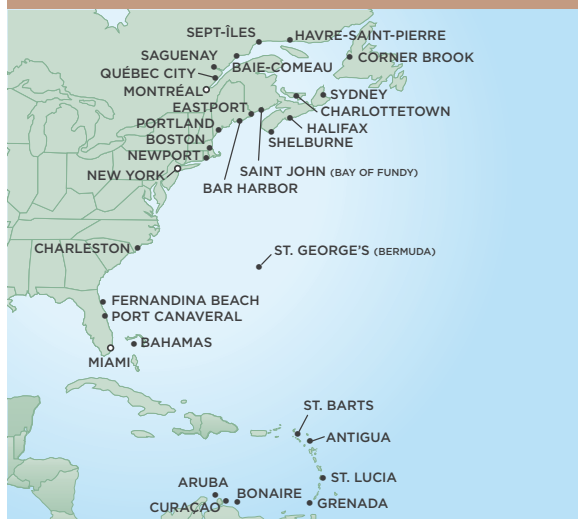 SEPT-ÎLES
HAVRE-SAINT-PIERRE
SAGUENAY
BAIE-COMEAU
CORNER BROOK
QUÉBEC CITY
MONTRÉAL
SYDNEY
EASTPORT
CHARLOTTETOWN
PORTLAND
HALIFAX
BOSTON
SHELBURNE
NEWPORT
SAINT JOHN (BAY OF FUNDY)
NEW YORK
BAR HARBOR
CHARLESTON
ST. GEORGE'S (BERMUDA)
FERNANDINA BEACH
PORT CANAVERAL
BAHAMAS
MIAMI
ST. BARTS
ANTIGUA
ST. LUCIA
ARUBA
BONAIRE
CURAÇAO
GRENADA